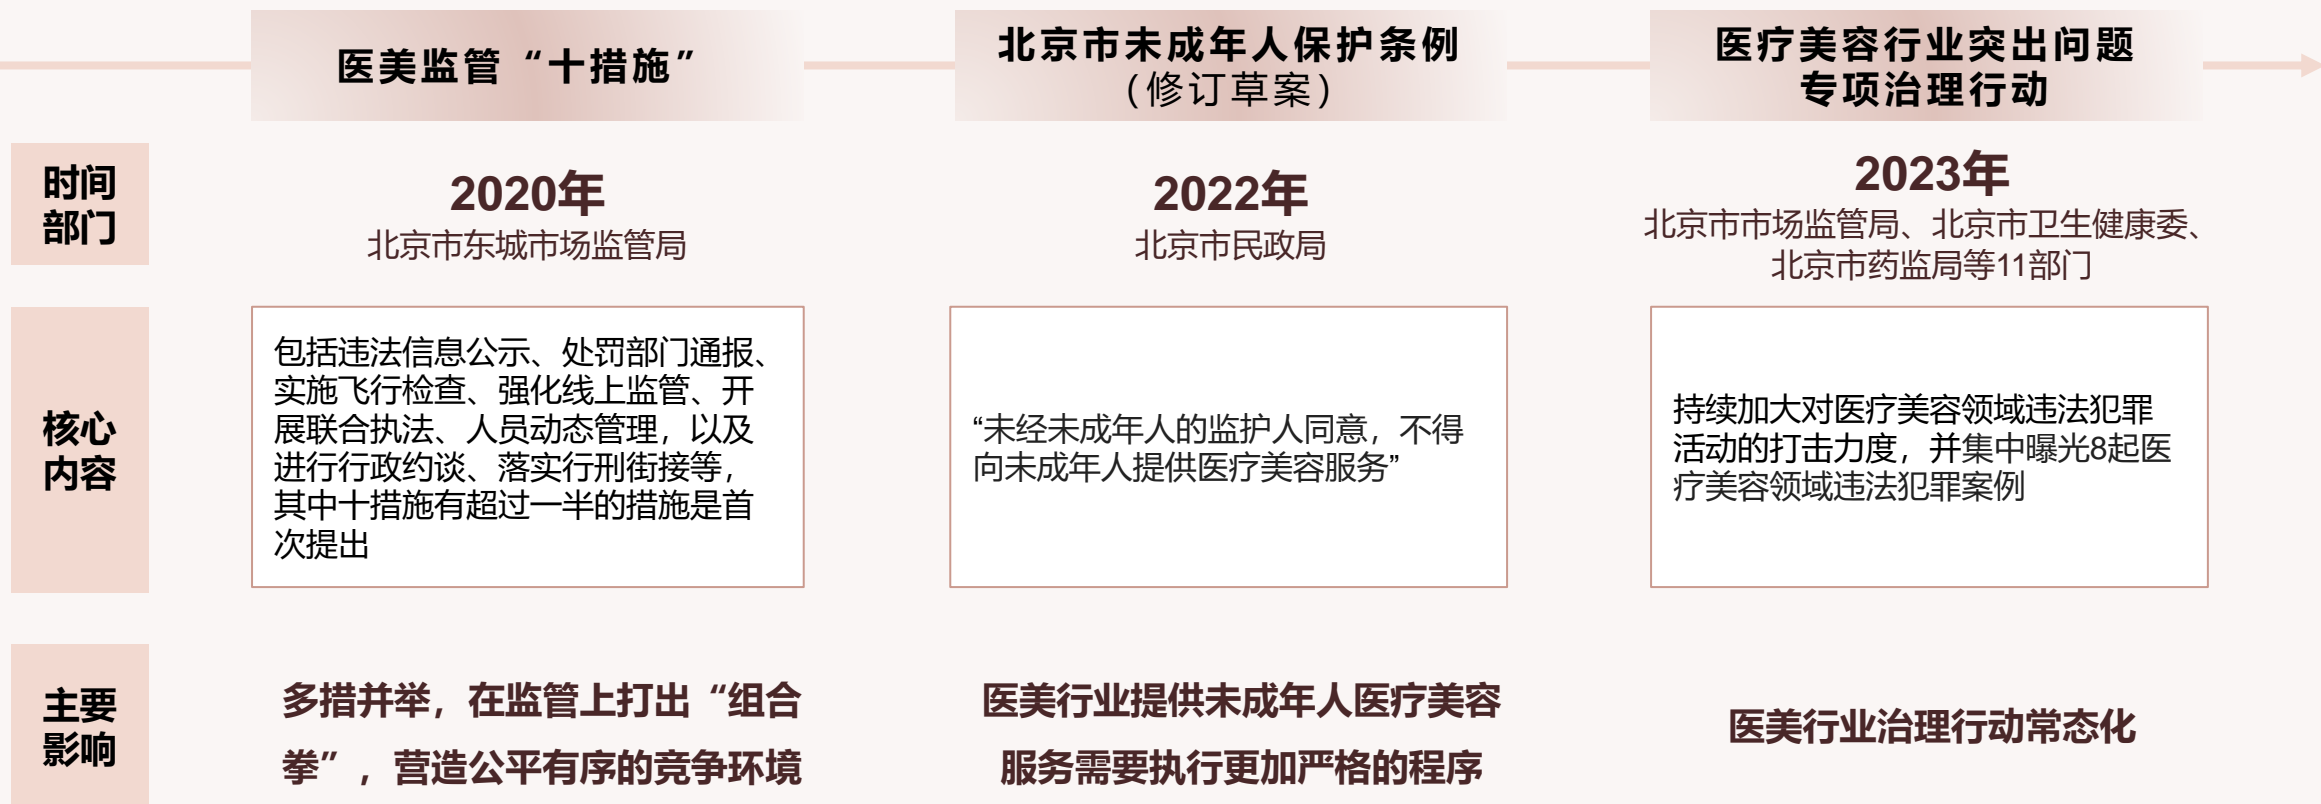 医美监管“十措施”
北京市未成年人保护条例
（修订草案）
医疗美容行业突出问题
专项治理行动
时间
部门
2020年
北京市东城市场监管局
2022年
北京市民政局
2023年
北京市市场监管局、北京市卫生健康委、
北京市药监局等11部门
核心
内容
包括违法信息公示、处罚部门通报、
实施飞行检查、强化线上监管、开
展联合执法、人员动态管理，以及
进行行政约谈、落实行刑街接等，
其中十措施有超过一半的措施是首
次提出
“未经未成年人的监护人同意，不得
向未成年人提供医疗美容服务”
持续加大对医疗美容领域违法犯罪
活动的打击力度，并集中曝光8起医
疗美容领域违法犯罪案例
主要
影响
多措并举，在监管上打出“组合
拳”，营造公平有序的竞争环境
医美行业提供未成年人医疗美容
服务需要执行更加严格的程序
医美行业治理行动常态化